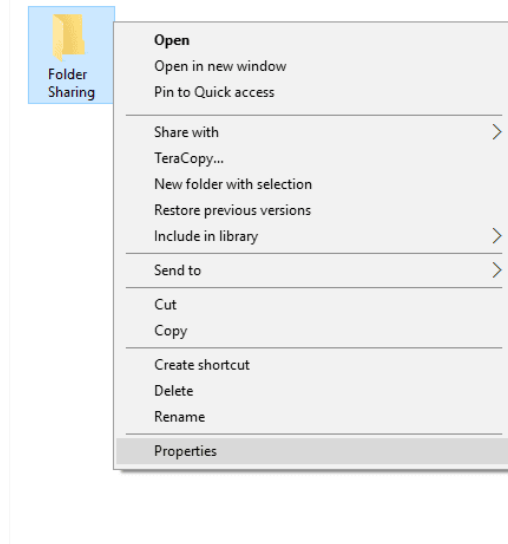 Folder
Sharing
Open
Open in new window
Pin to Quick access
Share with
TeraCopy...
New folder with selection
Restore previous versions
Include in library
Send to
Cut
Copy
Create shortcut
Delete
Rename
Properties